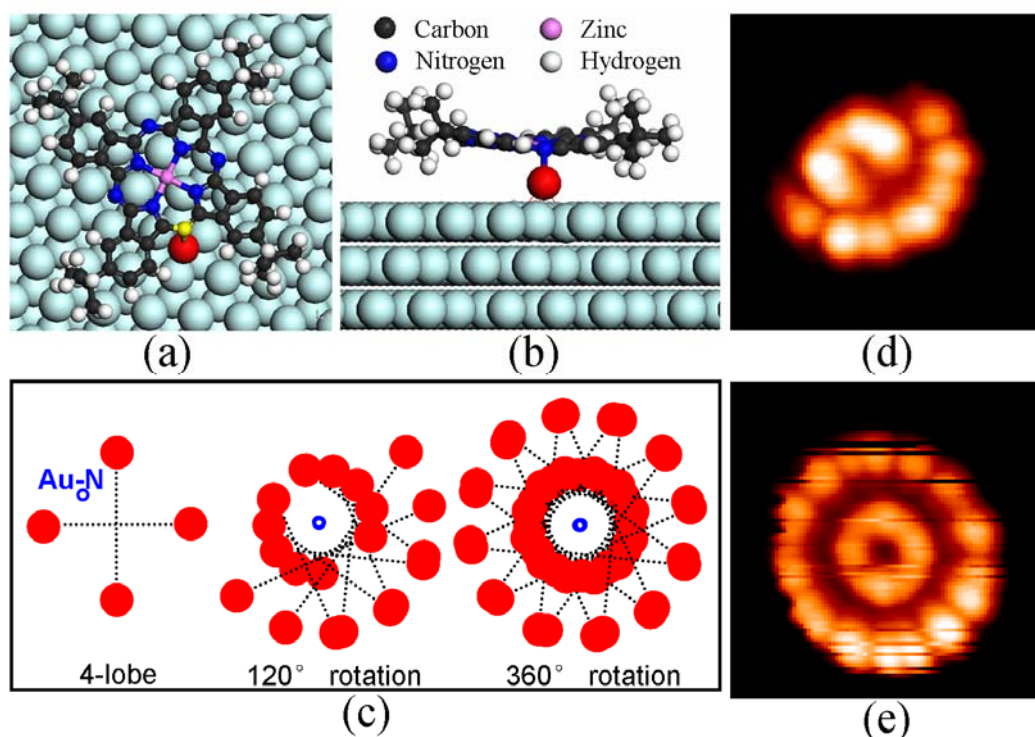 Carbon
Zinc
Nitrogen
Hydrogen
(a)
(b)
(d)
Au-N
4-lobe
120° rotation
360° rotation
(c)
(e)